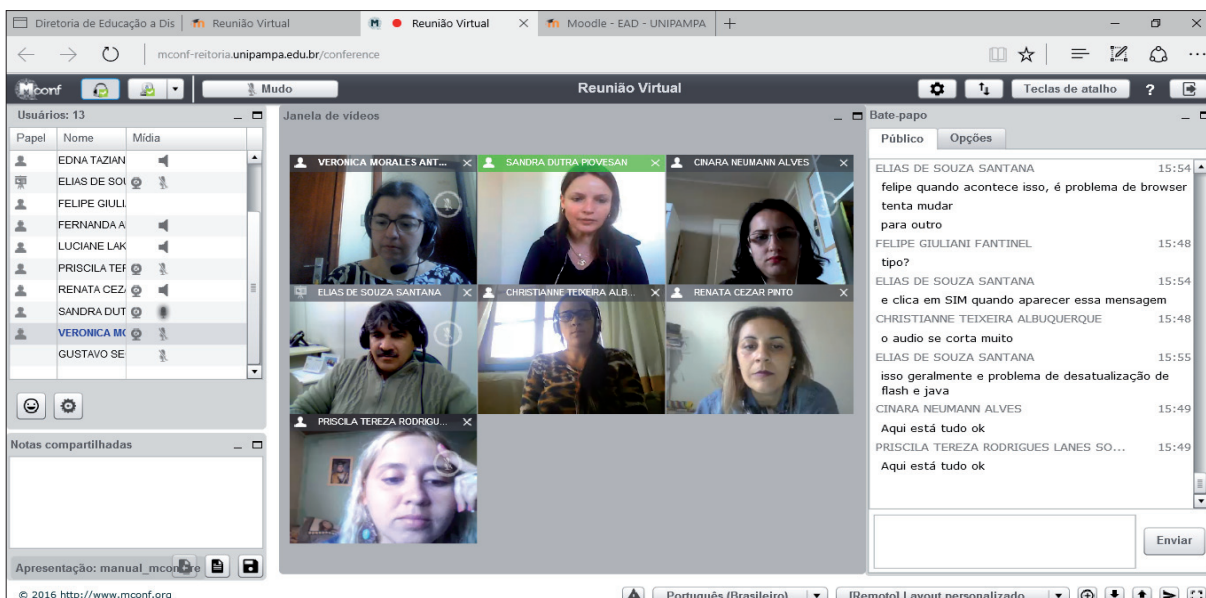 Diretoria de Educação a Dis
Reunião Virtual
Reunião Virtual
Moodle - EAD - UNIPAMPA
mconf-reitoria.unipampa.edu.br/conference
Mconf
Mudo
Reunião Virtual
Teclas de atalho
?
Usuários: 13
Papel Nome Mídia
EDNA TAZIAN
ELIAS DE SOU
FELIPE GIULI
FERNANDA A
LUCIANE LAK
PRISCILA TER
RENATA CEZ
SANDRA DUT
VERONICA MO
GUSTAVO SE
Notas compartilhadas
Apresentação: manual_mconf
© 2016 http://www.mconf.org
Janela de vídeos
VERONICA MORALES ANT...
SANDRA DUTRA PIOVESAN
CINARA NEUMANN ALVES
ELIAS DE SOUZA SANTANA
CHRISTIANNE TEIXEIRA ALB...
RENATA CEZAR PINTO
PRISCILA TEREZA RODRIGU...
Bate-papo
Público Opções
ELIAS DE SOUZA SANTANA 15:54
felipe quando acontece isso, é problema de browser
tenta mudar
para outro
FELIPE GIULIANI FANTINEL 15:48
tipo?
ELIAS DE SOUZA SANTANA 15:54
e clica em SIM quando aparecer essa mensagem
CHRISTIANNE TEIXEIRA ALBUQUERQUE 15:48
o audio se corta muito
ELIAS DE SOUZA SANTANA 15:55
isso geralmente e problema de desatualização de
flash e java
CINARA NEUMANN ALVES 15:49
Aqui está tudo ok
PRISCILA TEREZA RODRIGUES LANES SO... 15:49
Aqui está tudo ok
Enviar
Português (Brasileiro)
[Remoto] Layout personalizado